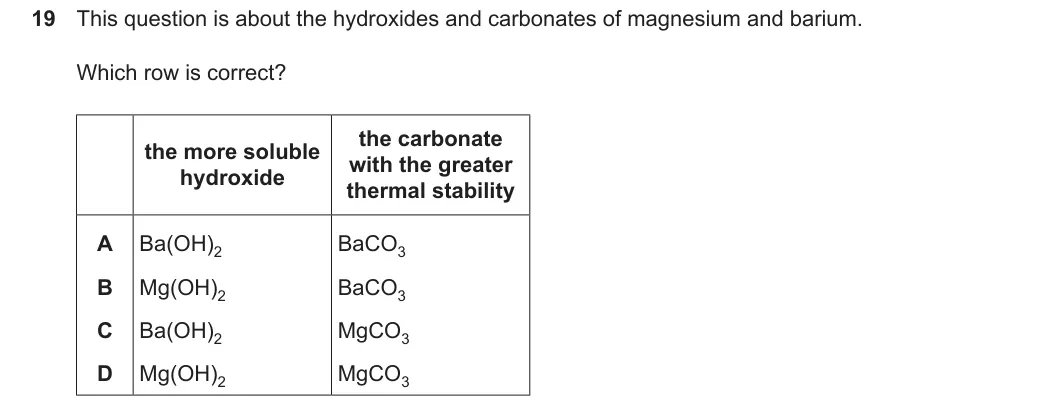 19 This question is about the hydroxides and carbonates of magnesium and barium.
Which row is correct?
the more soluble hydroxide
the carbonate with the greater thermal stability
A Ba(OH)₂ BaCO₃
B Mg(OH)₂ BaCO₃
C Ba(OH)₂ MgCO₃
D Mg(OH)₂ MgCO₃